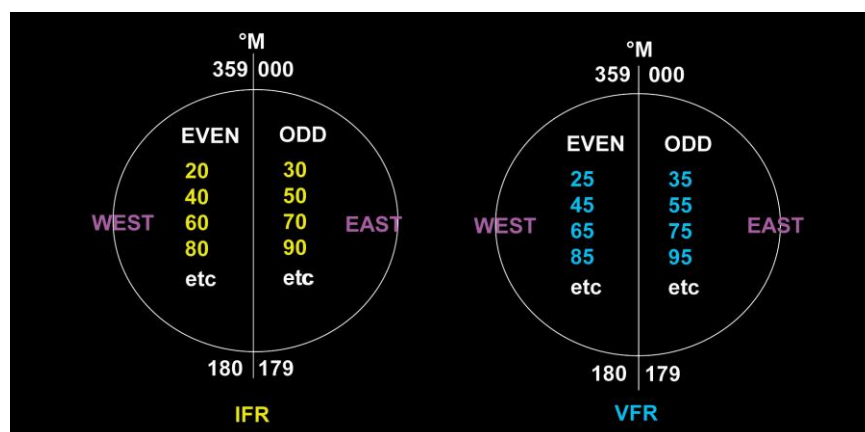 °M
359 000
EVEN ODD
20 30
40 50
WEST 60 70 EAST
80 90
etc etc
180 179
IFR
°M
359 000
EVEN ODD
25 35
45 55
WEST 65 75 EAST
85 95
etc etc
180 179
VFR